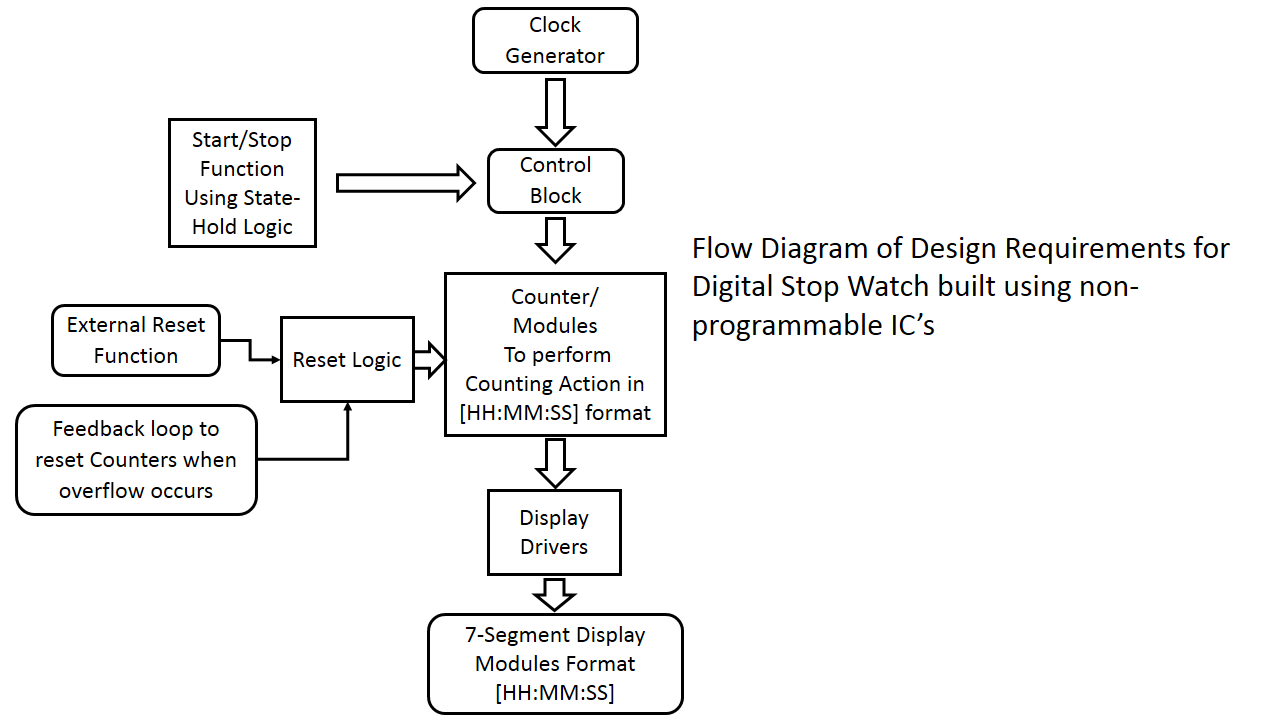 Clock
Generator
Start/Stop
Function
Using State-
Hold Logic
Control
Block
Flow Diagram of Design Requirements for
Digital Stop Watch built using non-
programmable IC’s
External Reset
Function
Reset Logic
Counter/
Modules
To perform
Counting Action in
[HH:MM:SS] format
Feedback loop to
reset Counters when
overflow occurs
Display
Drivers
7-Segment Display
Modules Format
[HH:MM:SS]